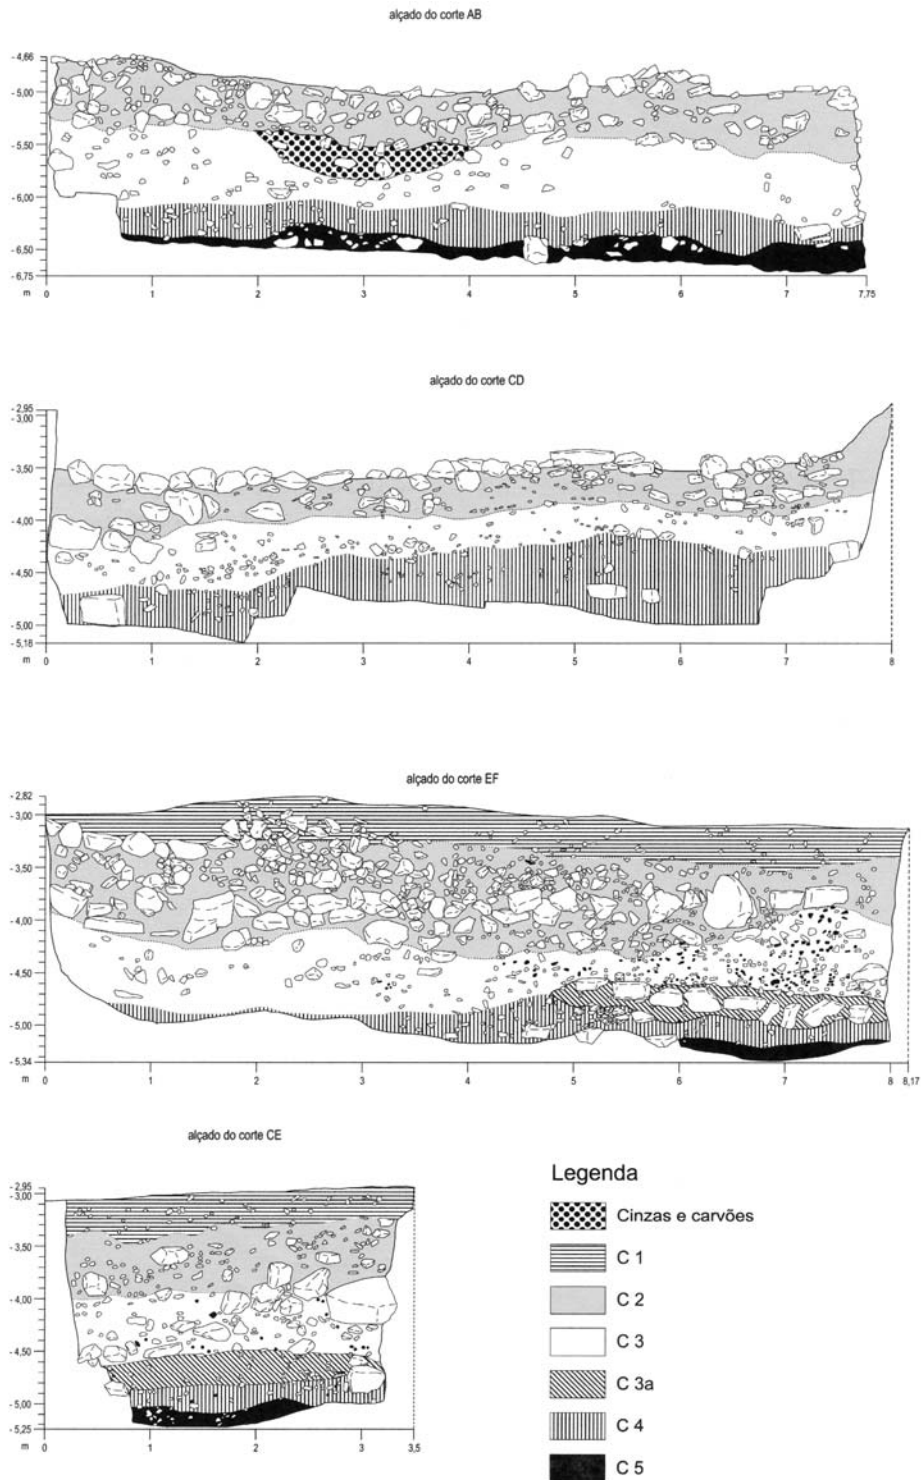 alçado do corte AB
- 4,66
- 5,00
- 5,50
- 6,00
- 6,50
- 6,75
m 0 1 2 3 4 5 6 7 7,75
alçado do corte CD
- 2,95
- 3,00
- 3,50
- 4,00
- 4,50
- 5,00
- 5,18
m 0 1 2 3 4 5 6 7 8
alçado do corte EF
- 2,82
- 3,00
- 3,50
- 4,00
- 4,50
- 5,00
- 5,34
m 0 1 2 3 4 5 6 7 8 8,17
alçado do corte CE
- 2,95
- 3,00
- 3,50
- 4,00
- 4,50
- 5,00
- 5,25
m 0 1 2 3 3,5
Legenda
Cinzas e carvões
C 1
C 2
C 3
C 3a
C 4
C 5